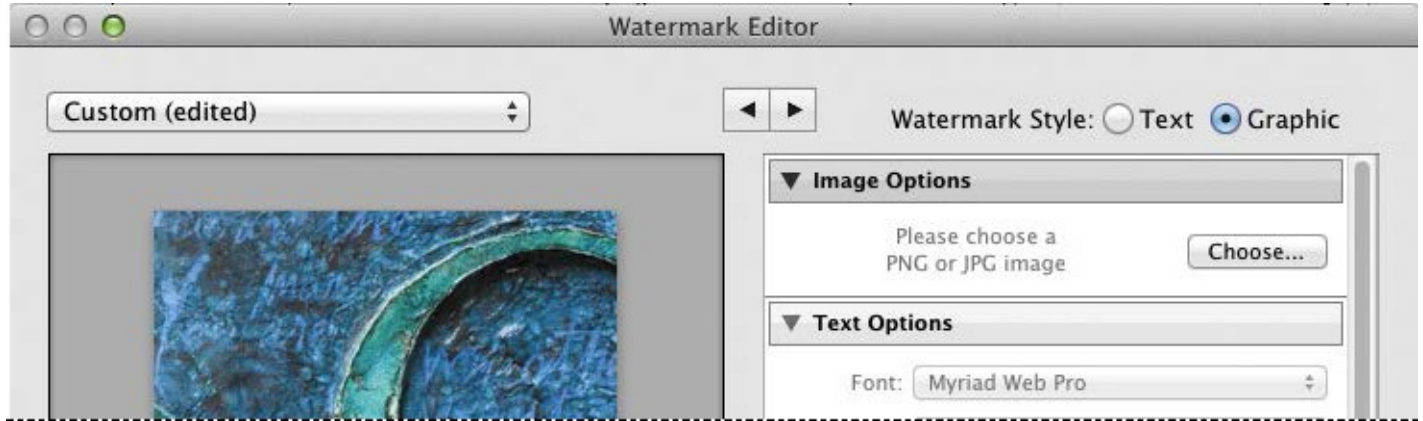 Watermark Editor
Custom (edited)
Watermark Style: Text Graphic
Image Options
Please choose a
PNG or JPG image
Choose...
Text Options
Font: Myriad Web Pro